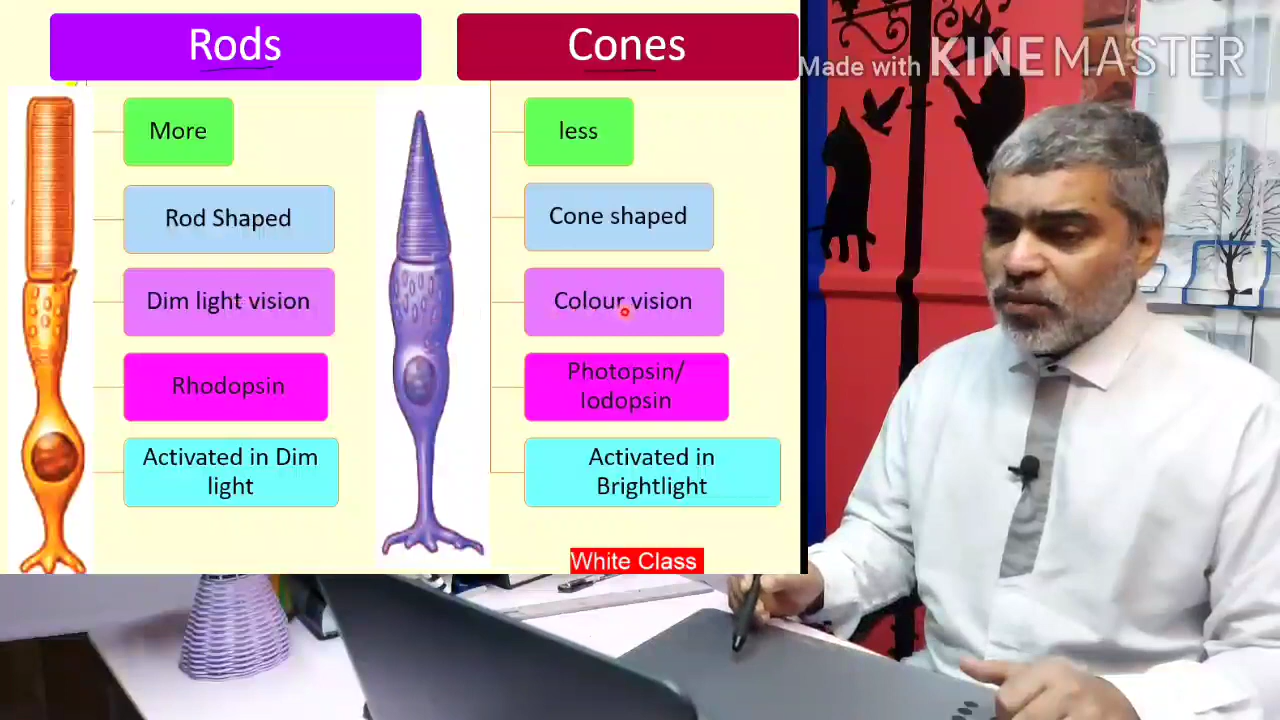 Rods
Cones
Made with KINEMASTER
More
less
Rod Shaped
Cone shaped
Dim light vision
Colour vision
Rhodopsin
Photopsin/
Iodopsin
Activated in Dim
light
Activated in
Brightlight
White Class